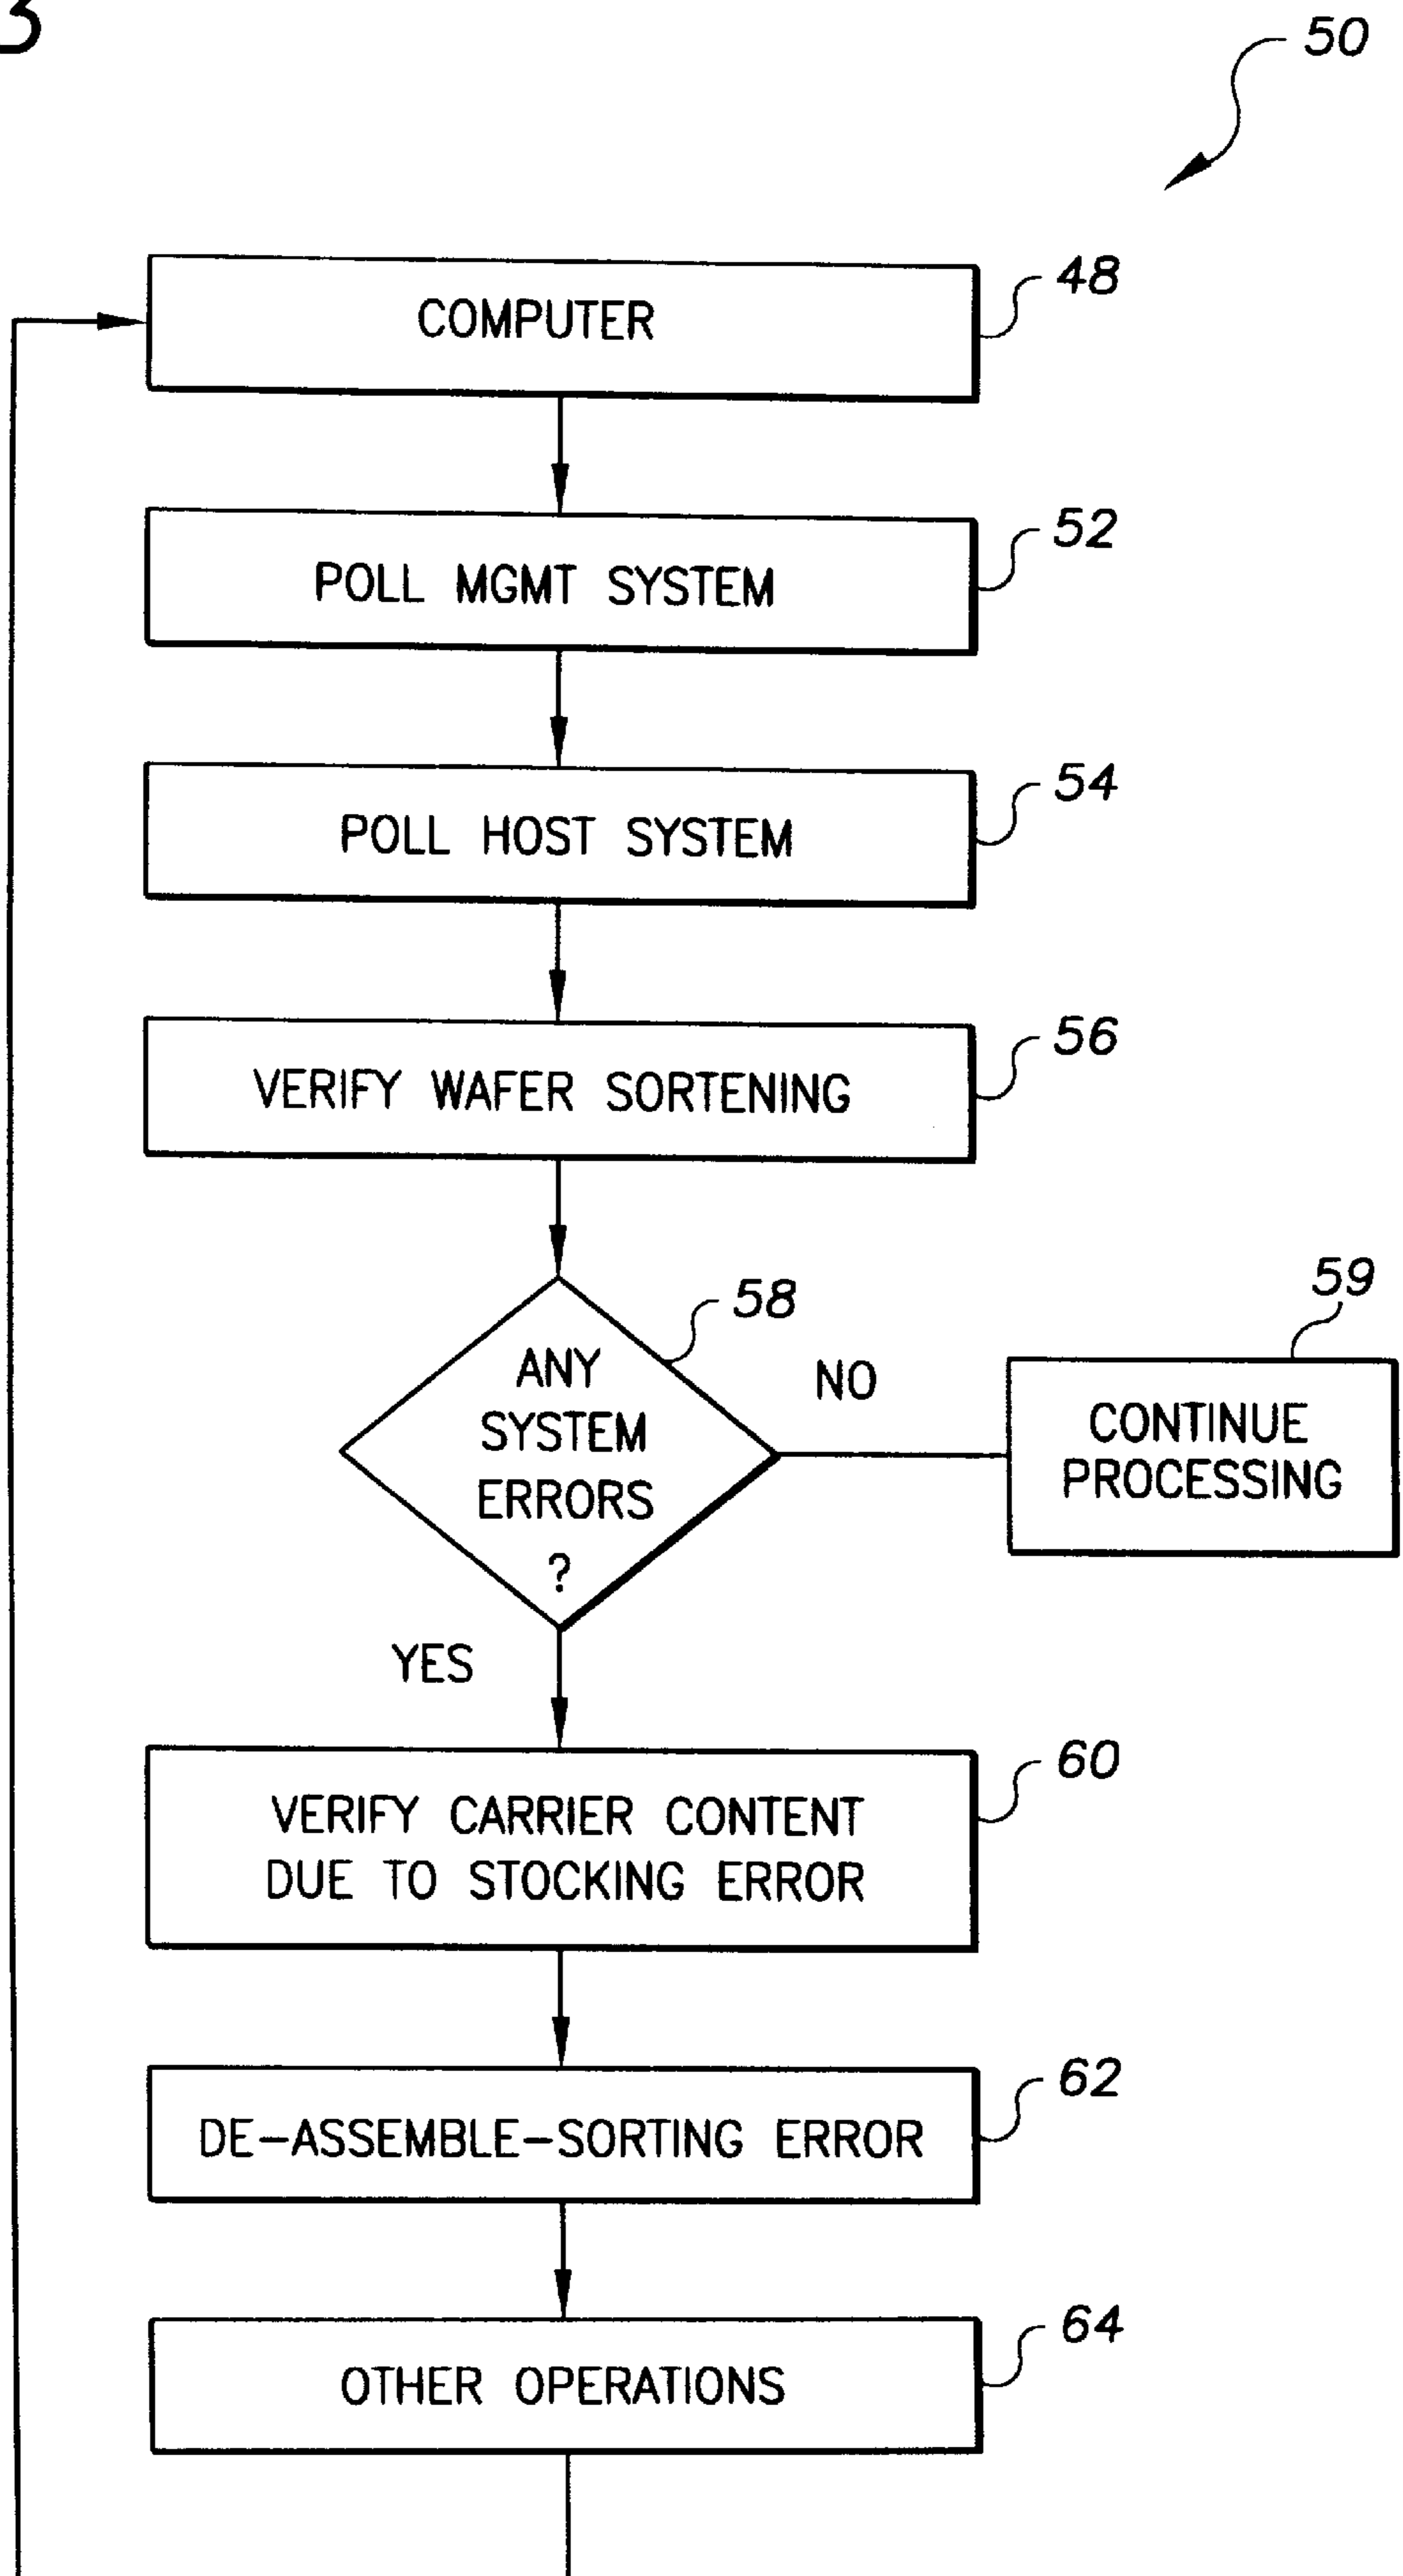 3
50
COMPUTER
48
POLL MGMT SYSTEM
52
POLL HOST SYSTEM
54
VERIFY WAFER SORTENING
56
58
59
ANY
SYSTEM
ERRORS
?
NO
CONTINUE
PROCESSING
YES
VERIFY CARRIER CONTENT
DUE TO STOCKING ERROR
60
DE-ASSEMBLE-SORTING ERROR
62
OTHER OPERATIONS
64